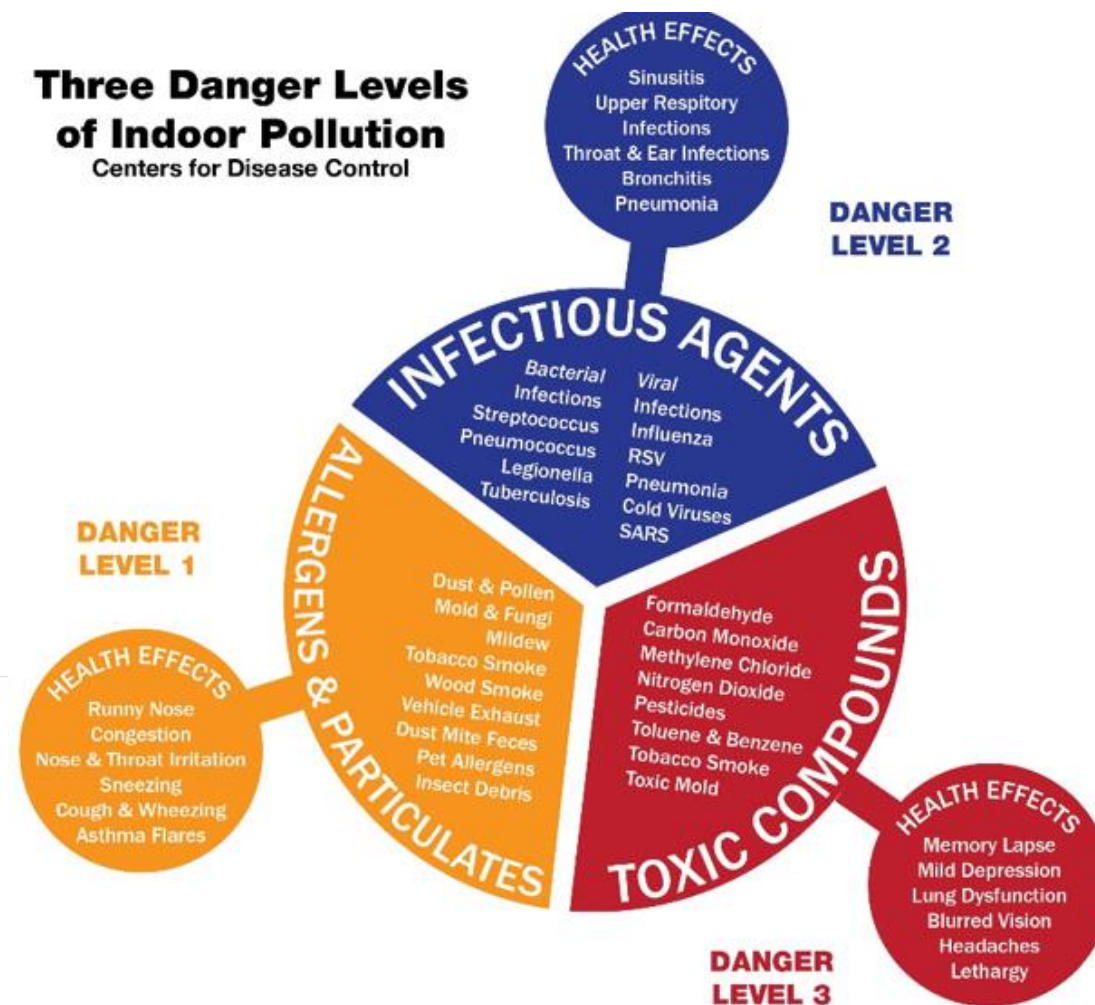 Three Danger Levels
of Indoor Pollution
Centers for Disease Control
HEALTH EFFECTS
Sinusitis
Upper Respitory
Infections
Throat & Ear Infections
Bronchitis
Pneumonia
DANGER
LEVEL 2
INFECTIOUS AGENTS
Bacterial
Infections
Streptococcus
Pneumococcus
Legionella
Tuberculosis
Viral
Infections
Influenza
RSV
Pneumonia
Cold Viruses
SARS
DANGER
LEVEL 1
ALLERGENS & PARTICULATES
Dust & Pollen
Mold & Fungi
Mildew
Tobacco Smoke
Wood Smoke
Vehicle Exhaust
Dust Mite Feces
Pet Allergens
Insect Debris
HEALTH EFFECTS
Runny Nose
Congestion
Nose & Throat Irritation
Sneezing
Cough & Wheezing
Asthma Flares
TOXIC COMPOUNDS
Formaldehyde
Carbon Monoxide
Methylene Chloride
Nitrogen Dioxide
Pesticides
Toluene & Benzene
Tobacco Smoke
Toxic Mold
HEALTH EFFECTS
Memory Lapse
Mild Depression
Lung Dysfunction
Blurred Vision
Headaches
Lethargy
DANGER
LEVEL 3